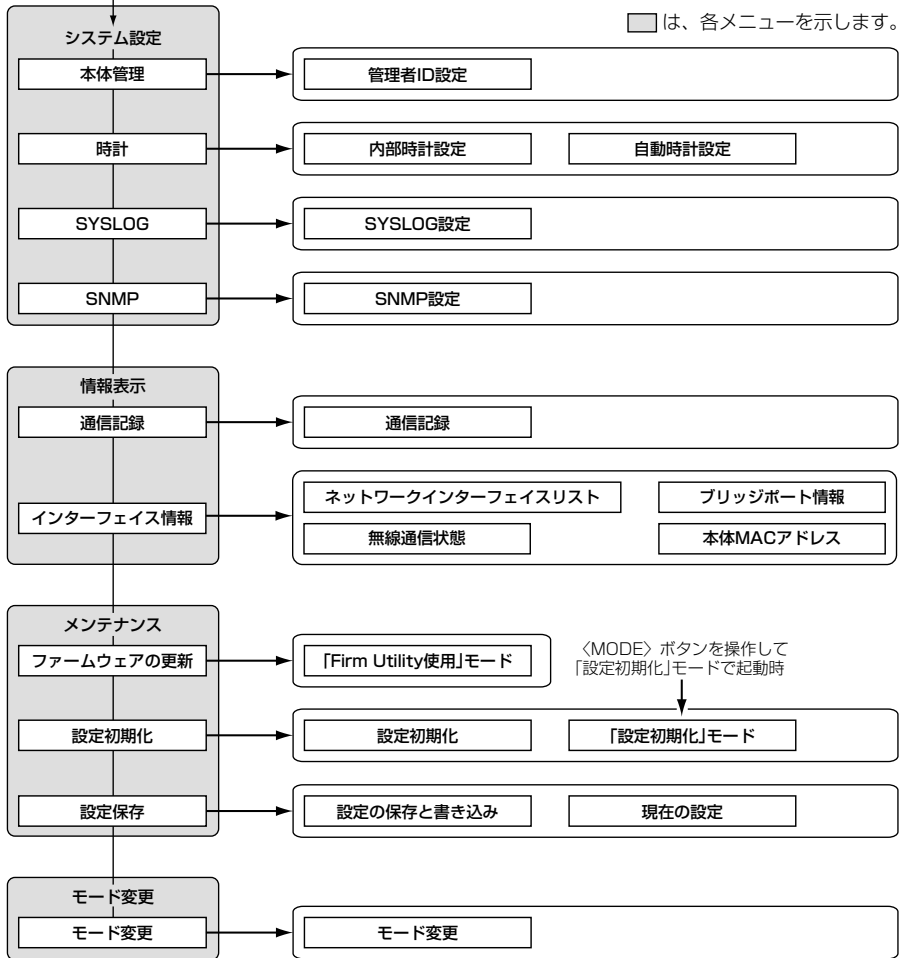 は、各メニューを示します。
システム設定
本体管理
管理者ID設定
時計
内部時計設定
自動時計設定
SYSLOG
SYSLOG設定
SNMP
SNMP設定
情報表示
通信記録
通信記録
インターフェイス情報
ネットワークインターフェイスリスト
ブリッジポート情報
無線通信状態
本体MACアドレス
メンテナンス
ファームウェアの更新
「Firm Utility使用」モード
〈MODE〉ボタンを操作して
「設定初期化」モードで起動時
設定初期化
設定初期化
「設定初期化」モード
設定保存
設定の保存と書き込み
現在の設定
モード変更
モード変更
モード変更